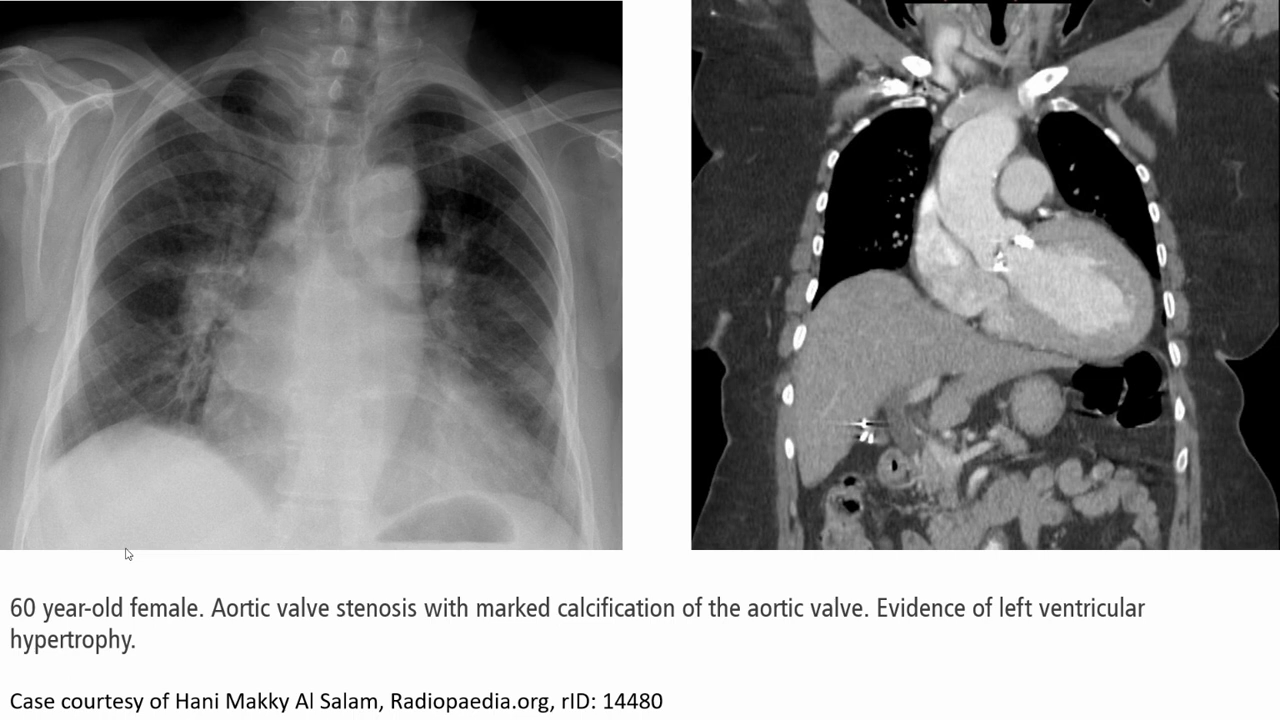 60 year-old female. Aortic valve stenosis with marked calcification of the aortic valve. Evidence of left ventricular
hypertrophy.
Case courtesy of Hani Makky Al Salam, Radiopaedia.org, rID: 14480